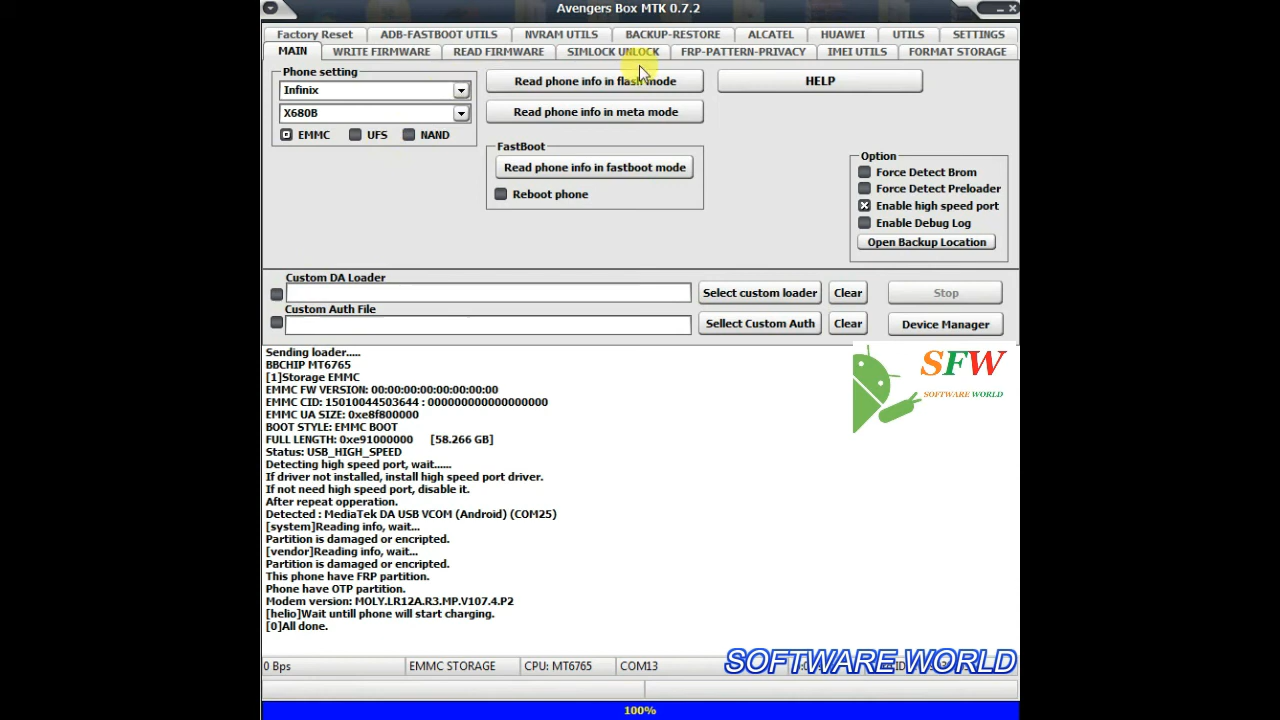 Avengers Box MTK 0.7.2
Factory Reset ADB-FASTBOOT UTILS NVRAM UTILS BACKUP-RESTORE ALCATEL HUAWEI UTILS SETTINGS
MAIN WRITE FIRMWARE READ FIRMWARE SIMLOCK UNLOCK FRP-PATTERN-PRIVACY IMEI UTILS FORMAT STORAGE
Phone setting
Infinix
X680B
EMMC UFS NAND
Read phone info in flash mode
Read phone info in meta mode
FastBoot
Read phone info in fastboot mode
Reboot phone
HELP
Option
Force Detect Brom
Force Detect Preloader
Enable high speed port
Enable Debug Log
Open Backup Location
Custom DA Loader
Select custom loader Clear Stop
Custom Auth File
Sellect Custom Auth Clear Device Manager
Sending loader.....
BBCHIP MT6765
[1]Storage EMMC
EMMC FW VERSION: 00:00:00:00:00:00:00:00
EMMC CID: 15010044503644 : 000000000000000000
EMMC UA SIZE: 0xe8f800000
BOOT STYLE: EMMC BOOT
FULL LENGTH: 0xe91000000 [58.266 GB]
Status: USB_HIGH_SPEED
Detecting high speed port, wait......
If driver not installed, install high speed port driver.
If not need high speed port, disable it.
After repeat opperation.
Detected : MediaTek DA USB VCOM (Android) (COM25)
[system]Reading info, wait...
Partition is damaged or encripted.
[vendor]Reading info, wait...
Partition is damaged or encripted.
This phone have FRP partition.
Phone have OTP partition.
Modem version: MOLY.LR12A.R3.MP.V107.4.P2
[helio]Wait untill phone will start charging.
[0]All done.
SFW
SOFTWARE WORLD
0 Bps EMMC STORAGE CPU: MT6765 COM13
SOFTWARE WORLD
100%